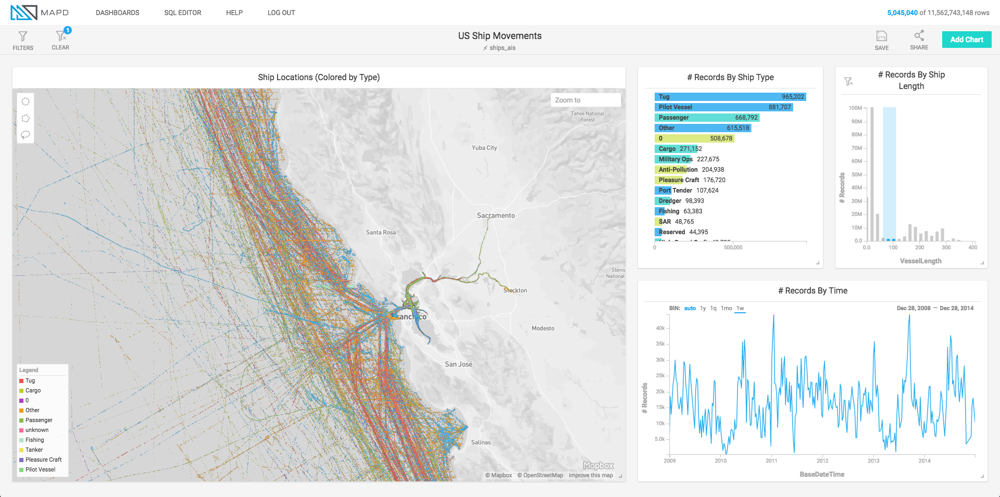 MAPD
DASHBOARDS
SQL EDITOR
HELP
LOG OUT
5,045,040 of 11,562,743,148 rows
FILTERS
1
CLEAR
US Ship Movements
ships_ais
SAVE
SHARE
Add Chart
Ship Locations (Colored by Type)
Zoom to
Tahoe National
Forest
Yuba City
Sacramento
Santa Rosa
Stanis
National
Stockton
Francisco
Modesto
San José
Salinas
Legend
Tug
Cargo
0
Other
Passenger
unknown
Fishing
Tanker
Pleasure Craft
Pilot Vessel
Mapbox
© Mapbox © OpenStreetMap Improve this map
# Records By Ship Type
Tug 965,202
Pilot Vessel 881,707
Passenger 668,792
Other 615,518
0 508,678
Cargo 271,152
Military Ops 227,675
Anti-Pollution 204,938
Pleasure Craft 176,720
Port Tender 107,624
Dredger 98,393
Fishing 63,383
SAR 48,765
Reserved 44,395
0 500,000
# Records By Ship
Length
100M
90M
80M
70M
60M
50M
40M
30M
20M
10M
0.0
# Records
0.0 100 200 300 400
VesselLength
# Records By Time
BIN: auto 1y 1q 1mo 1w
Dec 28, 2008 — Dec 28, 2014
40k
35k
30k
25k
20k
15k
10k
5.0k
# Records
2009 2010 2011 2012 2013 2014
BaseDateTime